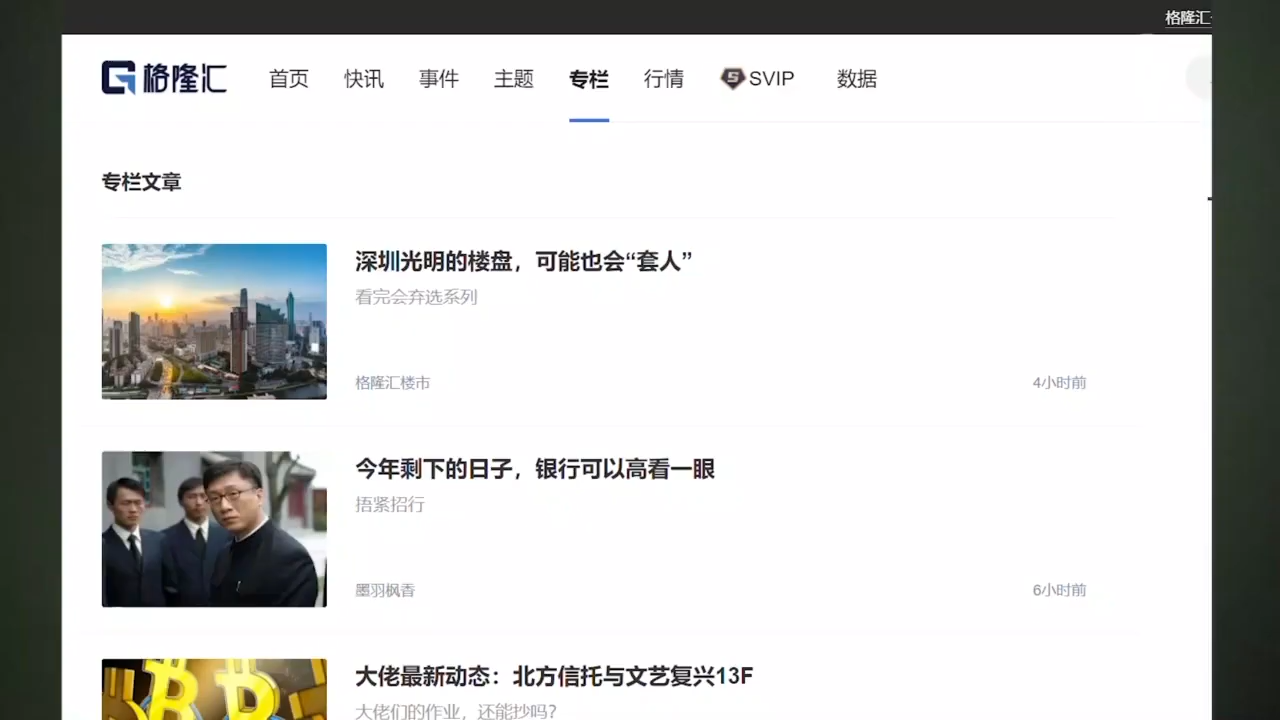 格隆汇
格隆汇
首页
快讯
事件
主题
专栏
行情
SVIP
数据
专栏文章
深圳光明的楼盘，可能也会“套人”
看完会弃选系列
格隆汇楼市
4小时前
今年剩下的日子，银行可以高看一眼
捂紧招行
墨羽枫香
6小时前
大佬最新动态：北方信托与文艺复兴13F
大佬们的作业，还能抄吗?